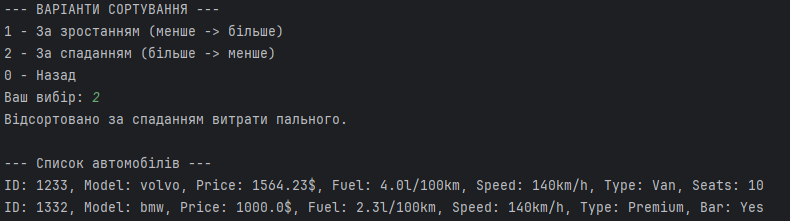 --- ВАРІАНТИ СОРТУВАННЯ ---
1 - За зростанням (менше -> більше)
2 - За спаданням (більше -> менше)
0 - Назад
Ваш вибір: 2
Відсортовано за спаданням витрати пального.
--- Список автомобілів ---
ID: 1233, Model: volvo, Price: 1564.23$, Fuel: 4.0l/100km, Speed: 140km/h, Type: Van, Seats: 10
ID: 1332, Model: bmw, Price: 1000.0$, Fuel: 2.3l/100km, Speed: 140km/h, Type: Premium, Bar: Yes